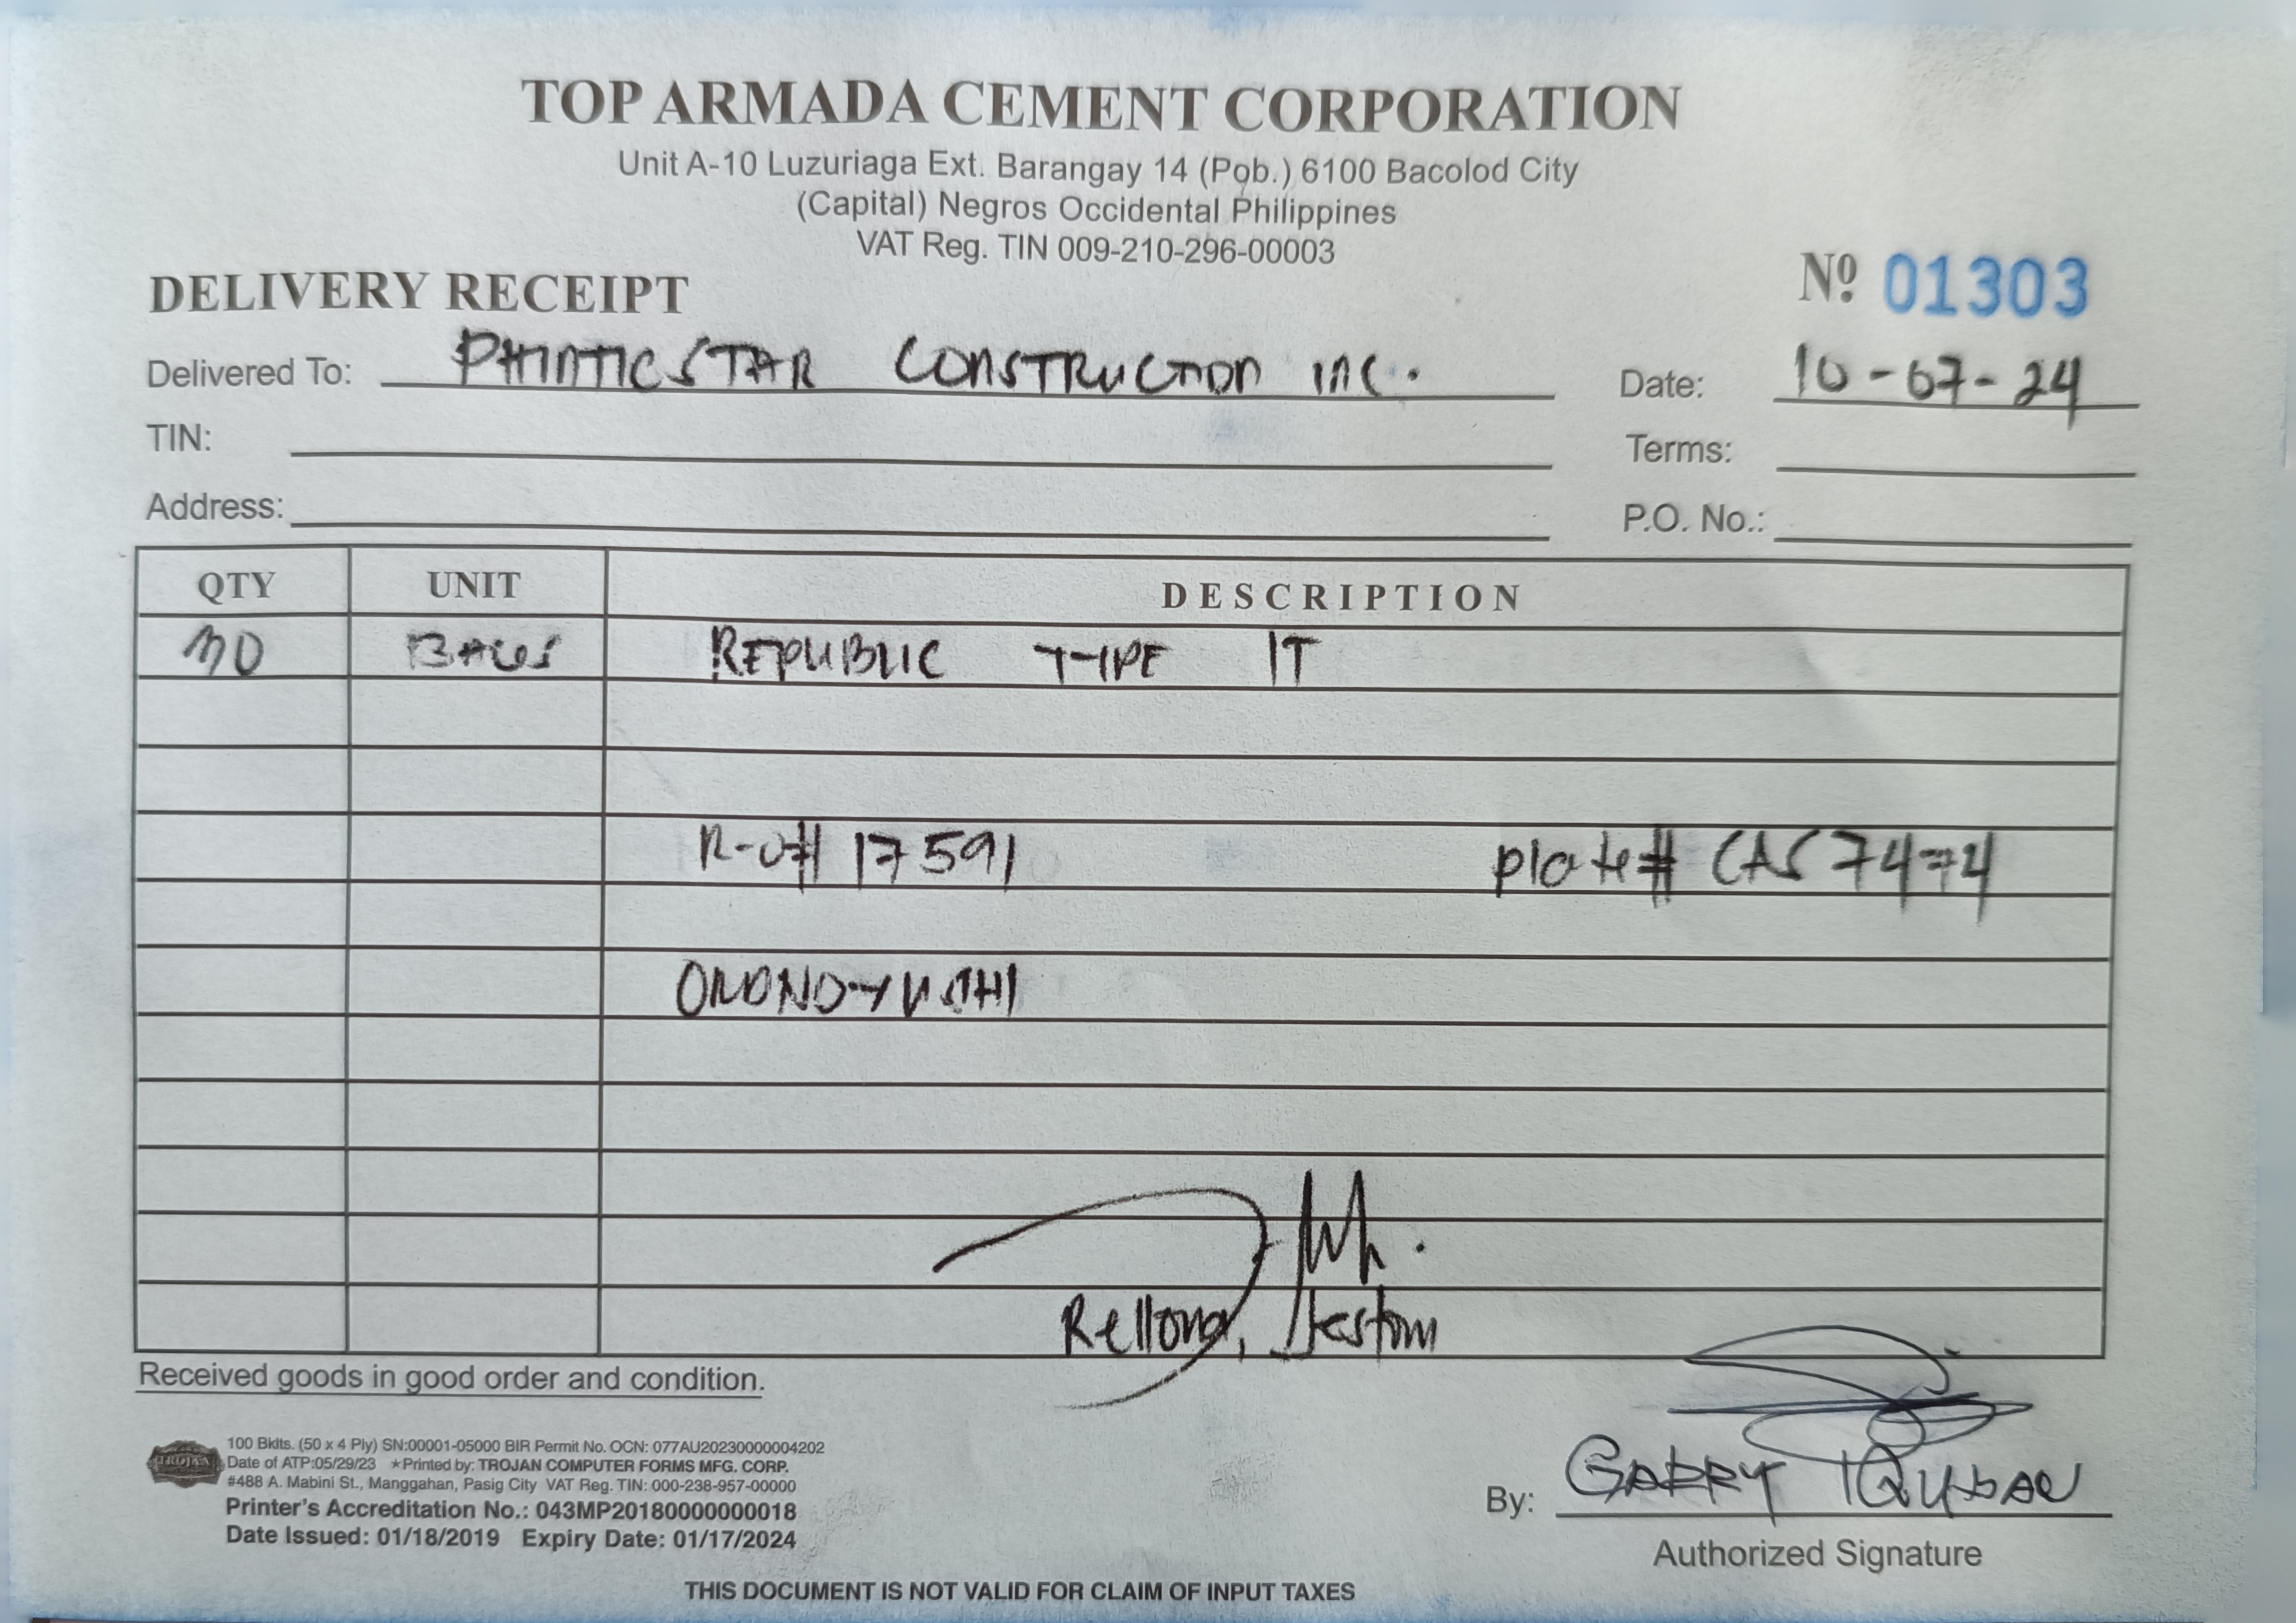 TOP ARMADA CEMENT CORPORATION
Unit A-10 Luzuriaga Ext. Barangay 14 (Pob.) 6100 Bacolod City
(Capital) Negros Occidental Philippines
VAT Reg. TIN 009-210-296-00003
DELIVERY RECEIPT
Nº 01303
Delivered To: CONSTRUCTION INC.
Date: 10-07-24
TIN:
Terms:
Address:
P.O. No.:
QTY UNIT DESCRIPTION
BAGS REPUBLIC TYPE 1T
R-O# 17591 plate# CAS 7474
Rellona,
Received goods in good order and condition.
TROJAN
100 Bklts. (50 x 4 Ply) SN:00001-05000 BIR Permit No. OCN: 077AU20230000004202
Date of ATP:05/29/23 ★Printed by: TROJAN COMPUTER FORMS MFG. CORP.
#488 A. Mabini St., Manggahan, Pasig City VAT Reg. TIN: 000-238-957-00000
Printer's Accreditation No.: 043MP20180000000018
Date Issued: 01/18/2019 Expiry Date: 01/17/2024
By: GARRY
Authorized Signature
THIS DOCUMENT IS NOT VALID FOR CLAIM OF INPUT TAXES